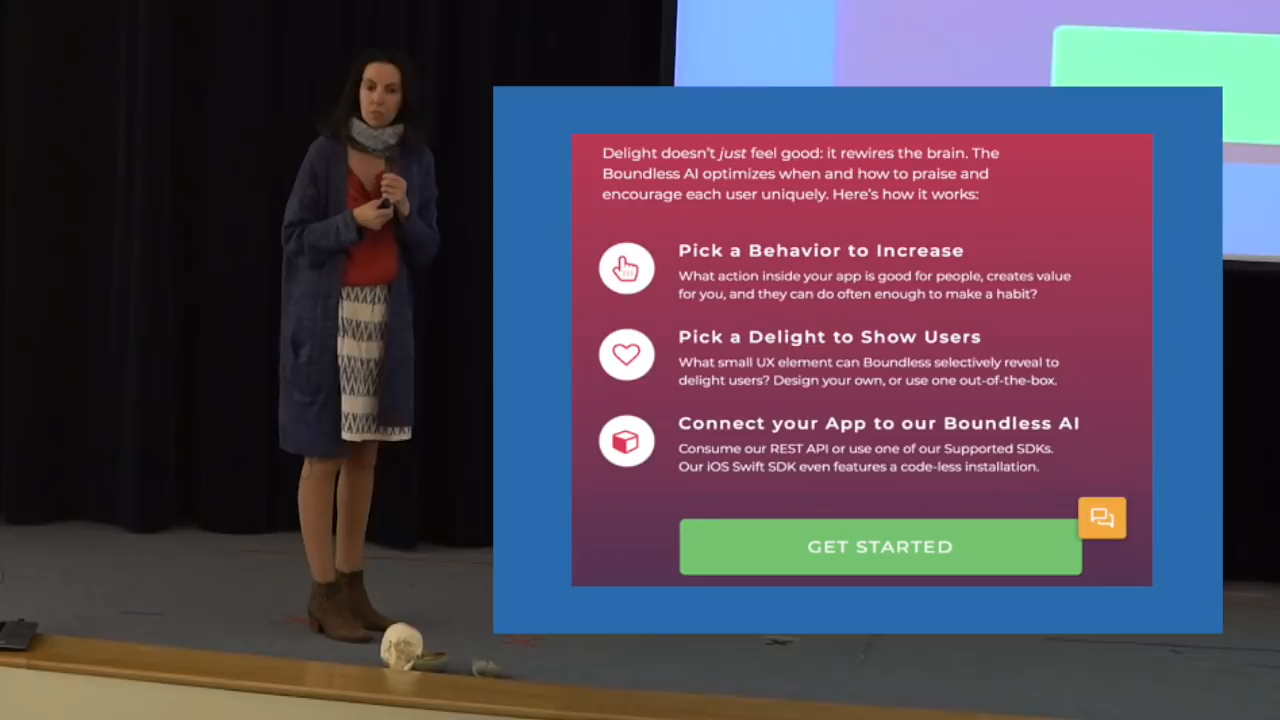 Delight doesn't just feel good: it rewires the brain. The
Boundless AI optimizes when and how to praise and
encourage each user uniquely. Here's how it works:
Pick a Behavior to Increase
What action inside your app is good for people, creates value
for you, and they can do often enough to make a habit?
Pick a Delight to Show Users
What small UX element can Boundless selectively reveal to
delight users? Design your own, or use one out-of-the-box.
Connect your App to our Boundless AI
Consume our REST API or use one of our Supported SDKs.
Our iOS Swift SDK even features a code-less installation.
GET STARTED